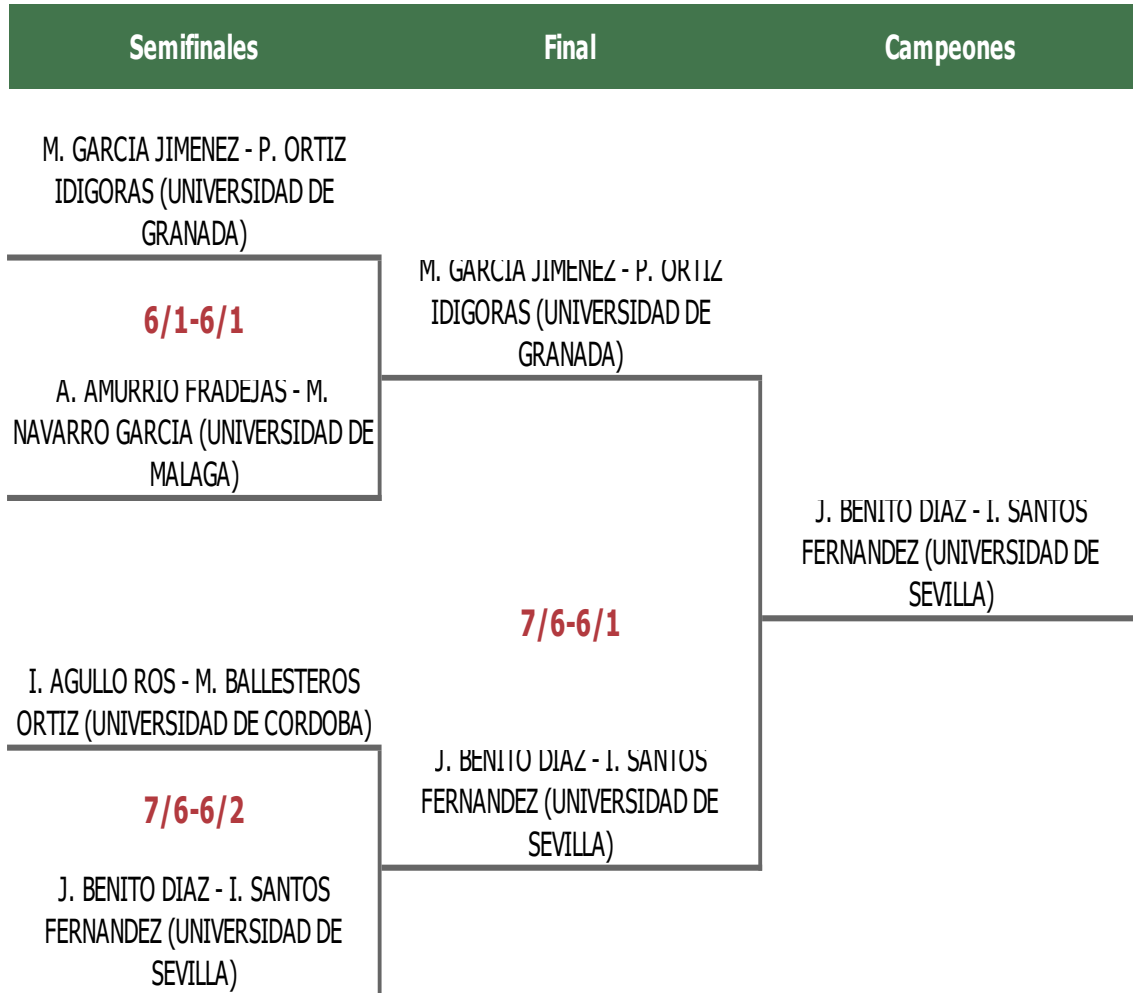 Semifinales Final Campeones
M. GARCIA JIMENEZ - P. ORTIZ
IDIGORAS (UNIVERSIDAD DE
GRANADA)
6/1-6/1
A. AMURRIO FRADEJAS - M.
NAVARRO GARCIA (UNIVERSIDAD DE
MALAGA)
I. AGULLO ROS - M. BALLESTEROS
ORTIZ (UNIVERSIDAD DE CORDOBA)
7/6-6/2
J. BENITO DIAZ - I. SANTOS
FERNANDEZ (UNIVERSIDAD DE
SEVILLA)
M. GARCIA JIMENEZ - P. ORTIZ
IDIGORAS (UNIVERSIDAD DE
GRANADA)
7/6-6/1
J. BENITO DIAZ - I. SANTOS
FERNANDEZ (UNIVERSIDAD DE
SEVILLA)
J. BENITO DIAZ - I. SANTOS
FERNANDEZ (UNIVERSIDAD DE
SEVILLA)